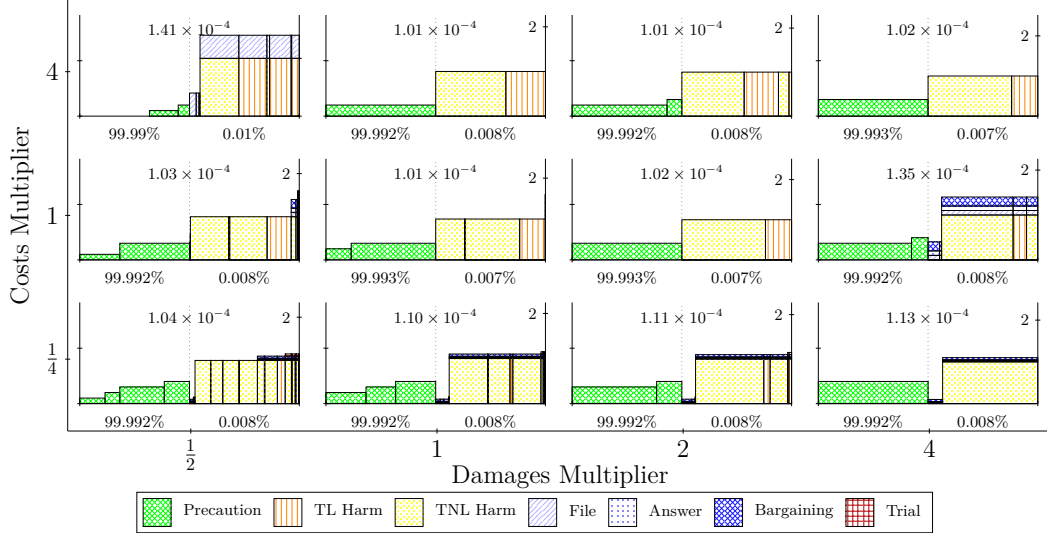 1.41 × 10⁻⁴
1.01 × 10⁻⁴ 2
1.01 × 10⁻⁴ 2
1.02 × 10⁻⁴ 2
4
99.99% 0.01%
99.992% 0.008%
99.992% 0.008%
99.993% 0.007%
1.03 × 10⁻⁴ 2
1.01 × 10⁻⁴ 2
1.02 × 10⁻⁴ 2
1.35 × 10⁻⁴ 2
1
99.992% 0.008%
99.993% 0.007%
99.993% 0.007%
99.992% 0.008%
1.04 × 10⁻⁴ 2
1.10 × 10⁻⁴ 2
1.11 × 10⁻⁴ 2
1.13 × 10⁻⁴ 2
1/4
99.992% 0.008%
99.992% 0.008%
99.992% 0.008%
99.992% 0.008%
Costs Multiplier
1/2 1 2 4
Damages Multiplier
Precaution TL Harm TNL Harm File Answer Bargaining Trial